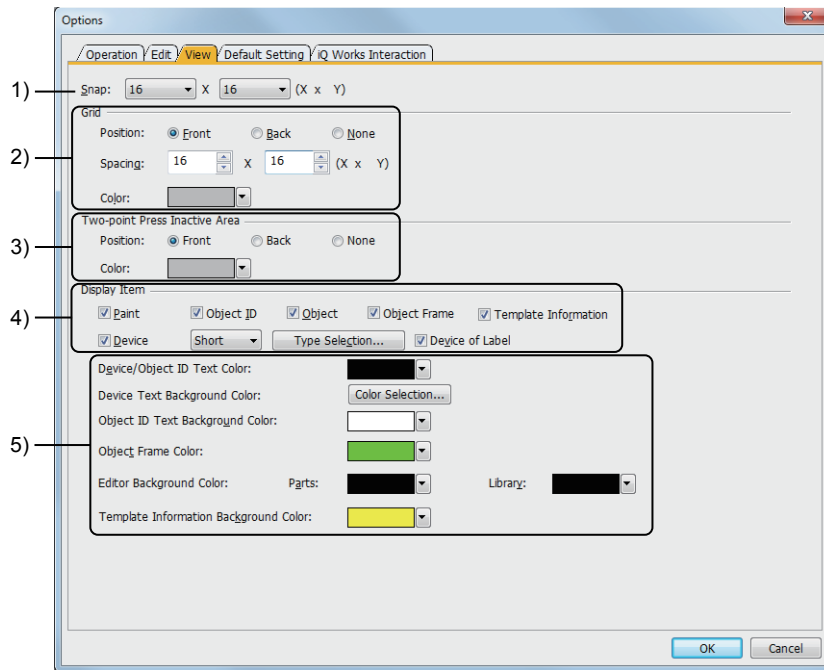 Options
Operation Edit View Default Setting iQ Works Interaction
1) Snap: 16 X 16 (X x Y)
Grid
2) Position: Front Back None
Spacing: 16 X 16 (X x Y)
Color:
Two-point Press Inactive Area
3) Position: Front Back None
Color:
Display Item
4) Paint Object ID Object Object Frame Template Information
Device Short Type Selection... Device of Label
5) Device/Object ID Text Color:
Device Text Background Color: Color Selection...
Object ID Text Background Color:
Object Frame Color:
Editor Background Color: Parts: Library:
Template Information Background Color:
OK Cancel